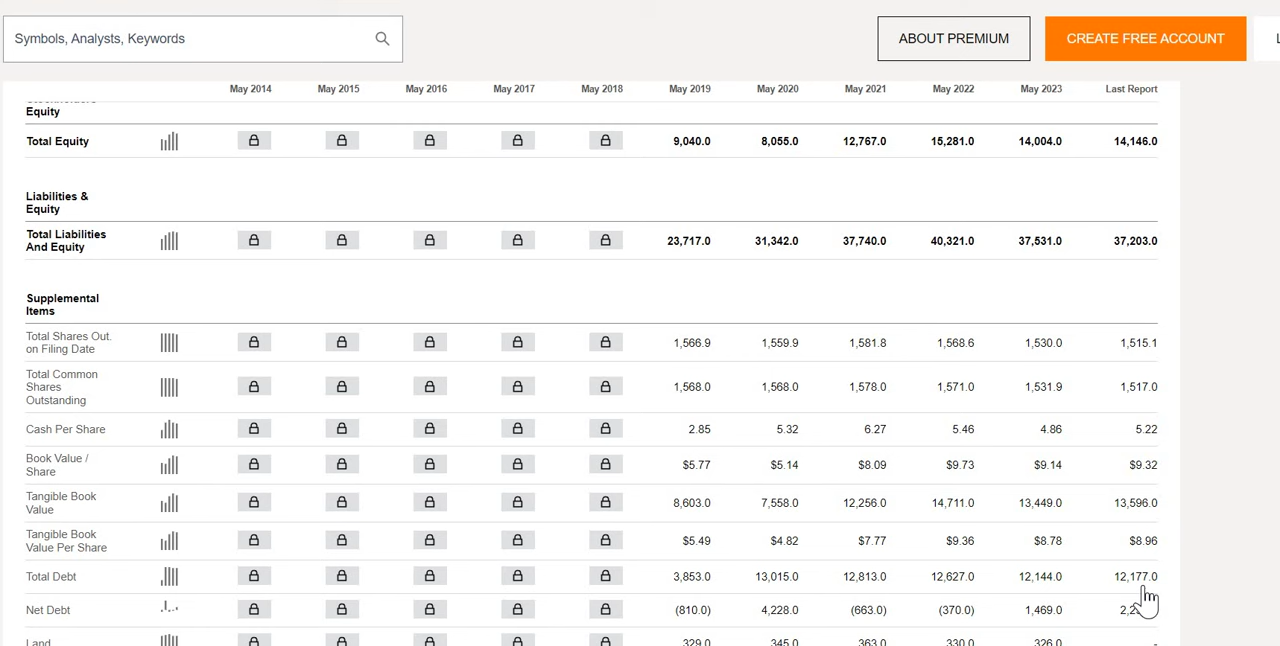 Symbols, Analysts, Keywords ABOUT PREMIUM CREATE FREE ACCOUNT
May 2014 May 2015 May 2016 May 2017 May 2018 May 2019 May 2020 May 2021 May 2022 May 2023 Last Report
Equity
Total Equity 9,040.0 8,055.0 12,767.0 15,281.0 14,004.0 14,146.0
Liabilities &
Equity
Total Liabilities
And Equity 23,717.0 31,342.0 37,740.0 40,321.0 37,531.0 37,203.0
Supplemental
Items
Total Shares Out.
on Filing Date 1,566.9 1,559.9 1,581.8 1,568.6 1,530.0 1,515.1
Total Common
Shares
Outstanding 1,568.0 1,568.0 1,578.0 1,571.0 1,531.9 1,517.0
Cash Per Share 2.85 5.32 6.27 5.46 4.86 5.22
Book Value /
Share $5.77 $5.14 $8.09 $9.73 $9.14 $9.32
Tangible Book
Value 8,603.0 7,558.0 12,256.0 14,711.0 13,449.0 13,596.0
Tangible Book
Value Per Share $5.49 $4.82 $7.77 $9.36 $8.78 $8.96
Total Debt 3,853.0 13,015.0 12,813.0 12,627.0 12,144.0 12,177.0
Net Debt (810.0) 4,228.0 (663.0) (370.0) 1,469.0
Land 329.0 345.0 363.0 330.0 326.0 -